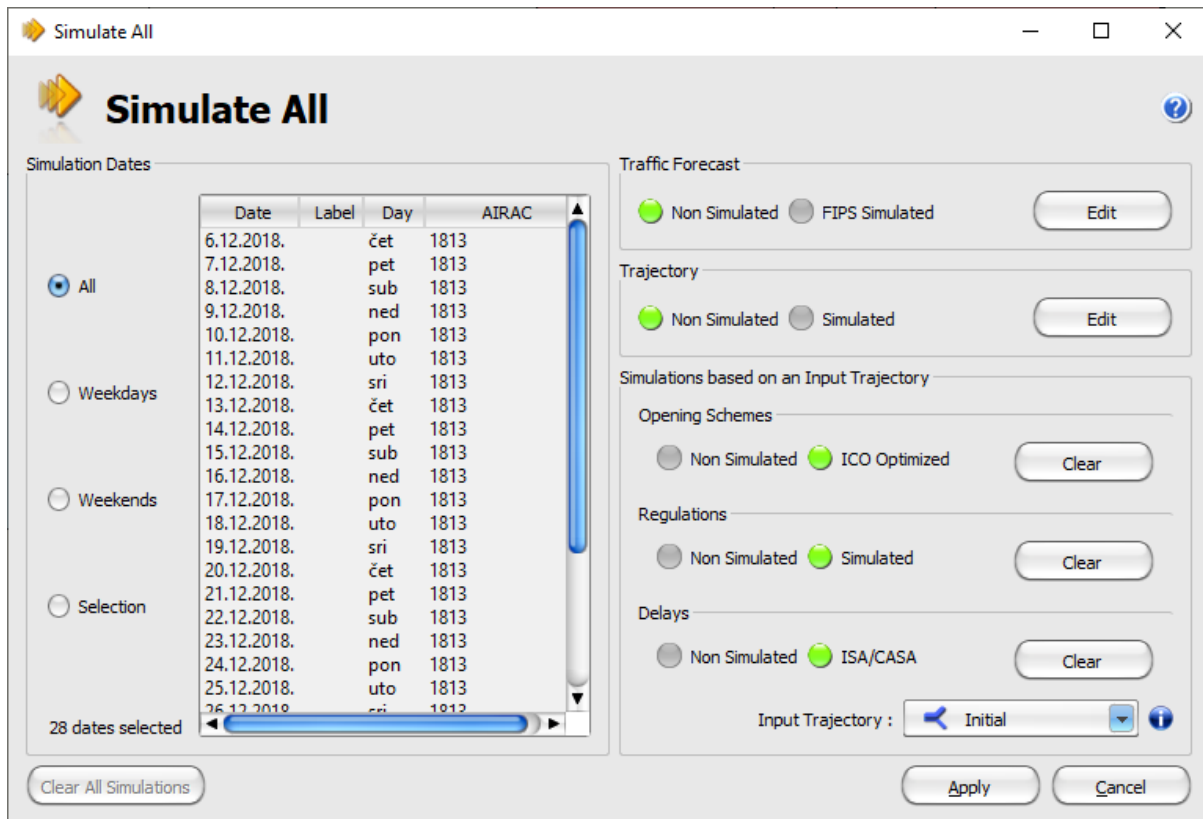 Simulate All
Simulate All
Simulation Dates
All
Weekdays
Weekends
Selection
28 dates selected
Date Label Day AIRAC
6.12.2018. čet 1813
7.12.2018. pet 1813
8.12.2018. sub 1813
9.12.2018. ned 1813
10.12.2018. pon 1813
11.12.2018. uto 1813
12.12.2018. sri 1813
13.12.2018. čet 1813
14.12.2018. pet 1813
15.12.2018. sub 1813
16.12.2018. ned 1813
17.12.2018. pon 1813
18.12.2018. uto 1813
19.12.2018. sri 1813
20.12.2018. čet 1813
21.12.2018. pet 1813
22.12.2018. sub 1813
23.12.2018. ned 1813
24.12.2018. pon 1813
25.12.2018. uto 1813
26.12.2018. sri 1813
Traffic Forecast
Non Simulated FIPS Simulated Edit
Trajectory
Non Simulated Simulated Edit
Simulations based on an Input Trajectory
Opening Schemes
Non Simulated ICO Optimized Clear
Regulations
Non Simulated Simulated Clear
Delays
Non Simulated ISA/CASA Clear
Input Trajectory : Initial
Clear All Simulations
Apply Cancel